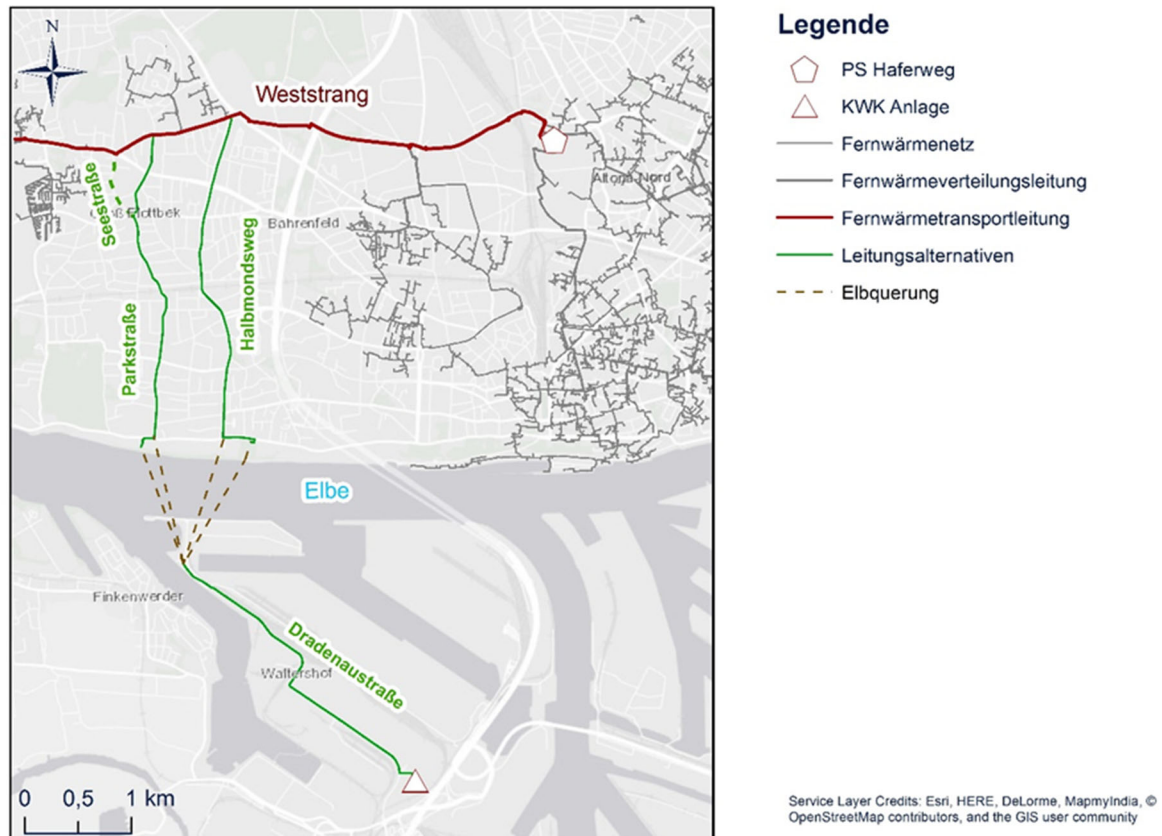 N
Weststrang
Altona-Nord
Seestraße
Groß Flottbek
Bahrenfeld
Halbmondsweg
Parkstraße
Elbe
Finkenwerder
Dradenaustraße
Waltershof
0 0,5 1 km
Legende
PS Haferweg
KWK Anlage
Fernwärmenetz
Fernwärmeverteilungsleitung
Fernwärmetransportleitung
Leitungsalternativen
Elbquerung
Service Layer Credits: Esri, HERE, DeLorme, MapmyIndia, ©
OpenStreetMap contributors, and the GIS user community